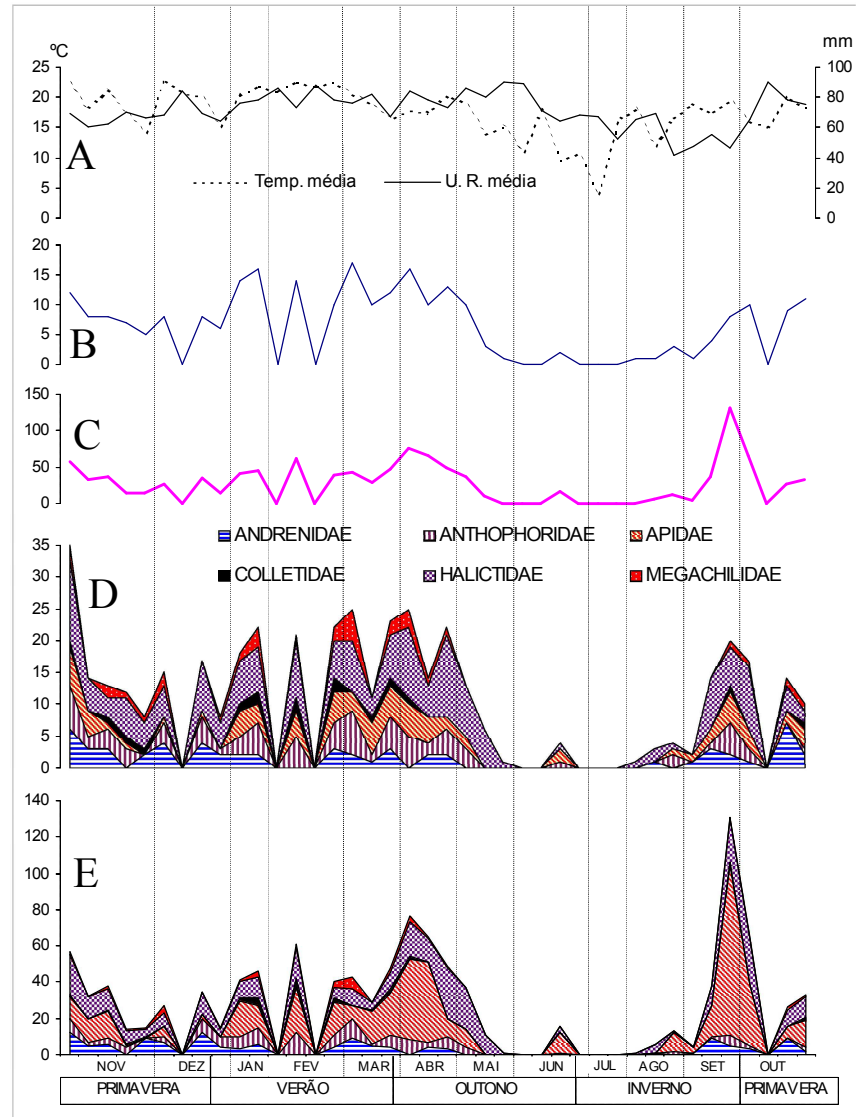 ºC
mm
25
20
15
10
5
0
100
80
60
40
20
0
A
Temp. média
U. R. média
20
15
10
5
0
B
150
100
50
0
C
ANDRENIDAE ANTHOPHORIDAE APIDAE
COLLETIDAE HALICTIDAE MEGACHILIDAE
35
30
25
20
15
10
5
0
D
140
120
100
80
60
40
20
0
E
NOV DEZ JAN FEV MAR ABR MAI JUN JUL AGO SET OUT
PRIMAVERA VERÃO OUTONO INVERNO PRIMAVERA